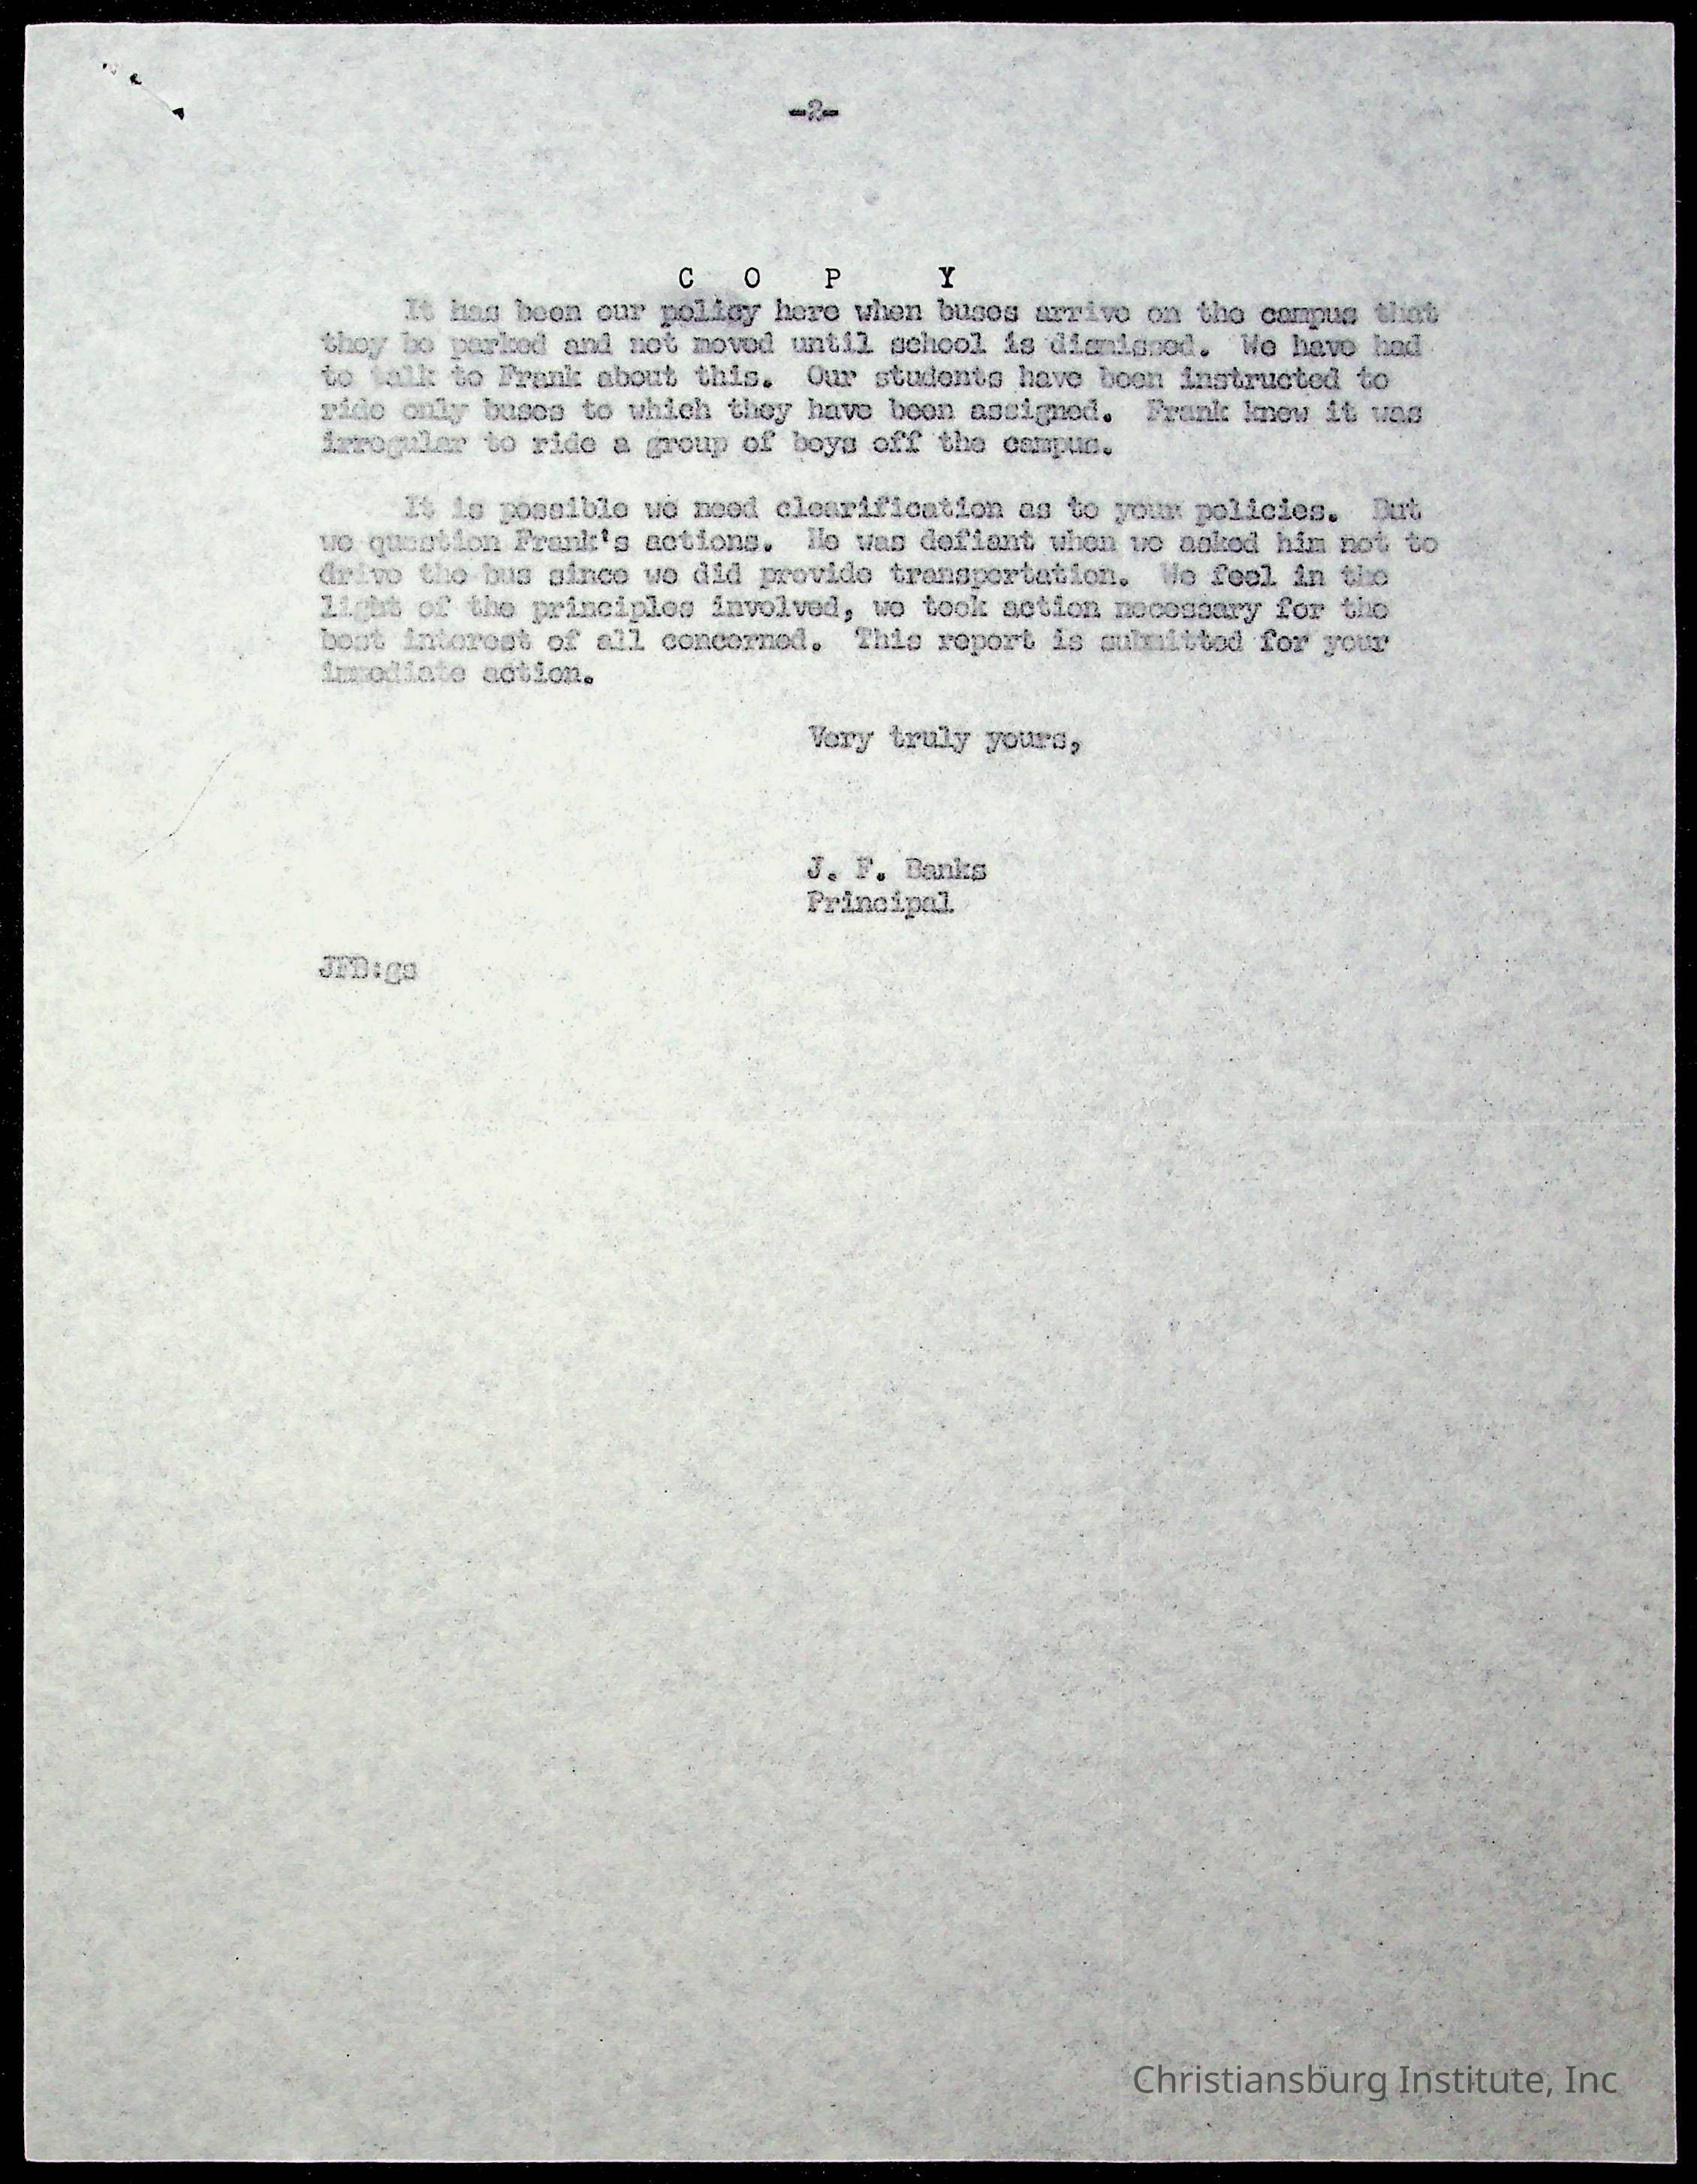 -2-
C O P Y
It has been our policy here when buses arrive on the campus that
they be parked and not moved until school is dismissed. We have had
to talk to Frank about this. Our students have been instructed to
ride only buses to which they have been assigned. Frank knew it was
irregular to ride a group of boys off the campus.
It is possible we need clearification as to your policies. But
we question Frank's actions. He was defiant when we asked him not to
drive the bus since we did provide transportation. We feel in the
light of the principles involved, we took action necessary for the
best interest of all concerned. This report is submitted for your
immediate action.
Very truly yours,
J. F. Banks
Principal
JFB:gs
Christiansburg Institute, Inc